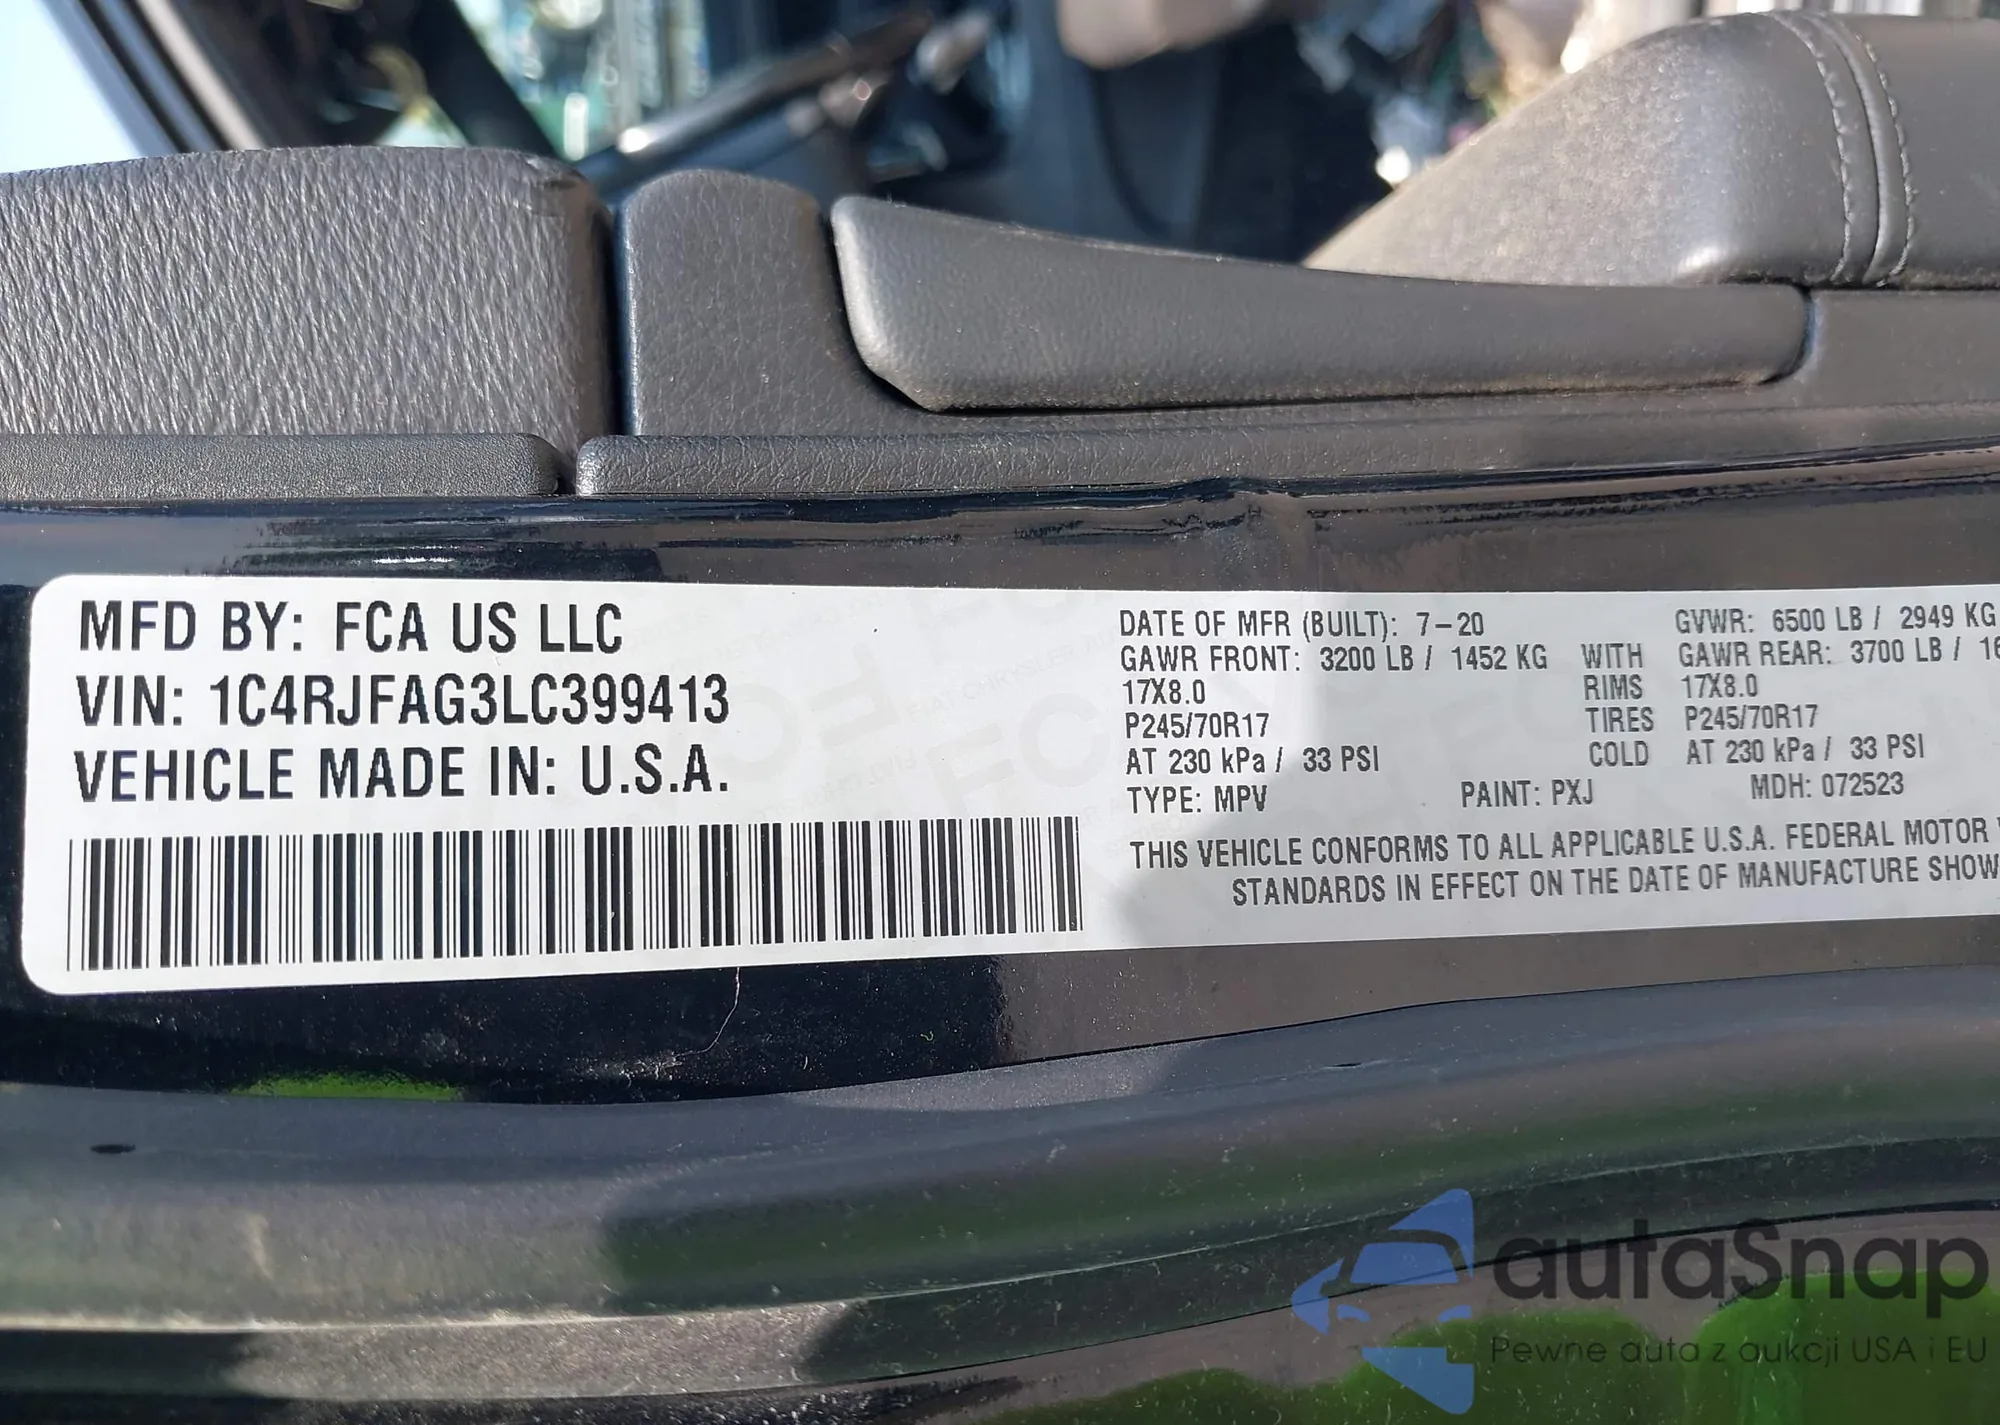 MFD BY: FCA US LLC
VIN: 1C4RJFAG3LC399413
VEHICLE MADE IN: U.S.A.
DATE OF MFR (BUILT): 7-20 GVWR: 6500 LB / 2949 KG
GAWR FRONT: 3200 LB / 1452 KG WITH GAWR REAR: 3700 LB / 16
17X8.0 RIMS 17X8.0
P245/70R17 TIRES P245/70R17
AT 230 kPa / 33 PSI COLD AT 230 kPa / 33 PSI
TYPE: MPV PAINT: PXJ MDH: 072523
THIS VEHICLE CONFORMS TO ALL APPLICABLE U.S.A. FEDERAL MOTOR
STANDARDS IN EFFECT ON THE DATE OF MANUFACTURE SHOW
autaSnap
Pewne auta z aukcji USA i EU